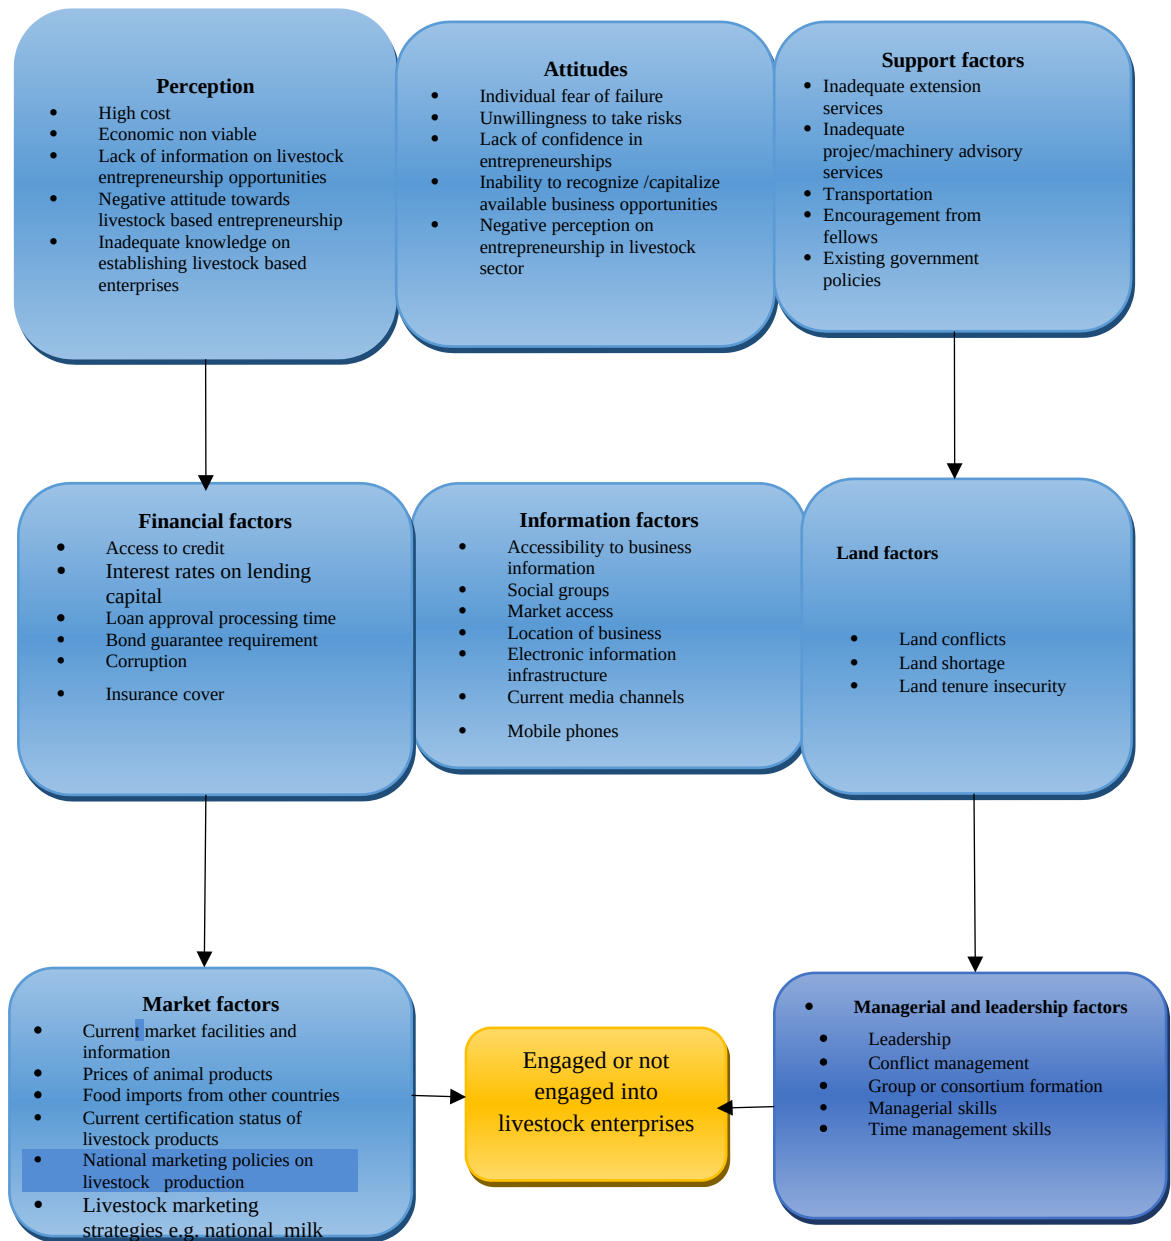 Perception
• High cost
• Economic non viable
• Lack of information on livestock
entrepreneurship opportunities
• Negative attitude towards
livestock based entrepreneurship
• Inadequate knowledge on
establishing livestock based
enterprises
Attitudes
• Individual fear of failure
• Unwillingness to take risks
• Lack of confidence in
entrepreneurships
• Inability to recognize /capitalize
available business opportunities
• Negative perception on
entrepreneurship in livestock
sector
Support factors
• Inadequate extension
services
• Inadequate
projec/machinery advisory
services
• Transportation
• Encouragement from
fellows
• Existing government
policies
Financial factors
• Access to credit
• Interest rates on lending
capital
• Loan approval processing time
• Bond guarantee requirement
• Corruption
• Insurance cover
Information factors
• Accessibility to business
information
• Social groups
• Market access
• Location of business
• Electronic information
infrastructure
• Current media channels
• Mobile phones
Land factors
• Land conflicts
• Land shortage
• Land tenure insecurity
Market factors
• Current market facilities and
information
• Prices of animal products
• Food imports from other countries
• Current certification status of
livestock products
• National marketing policies on
livestock production
• Livestock marketing
strategies e.g. national milk
Engaged or not
engaged into
livestock enterprises
• Managerial and leadership factors
• Leadership
• Conflict management
• Group or consortium formation
• Managerial skills
• Time management skills